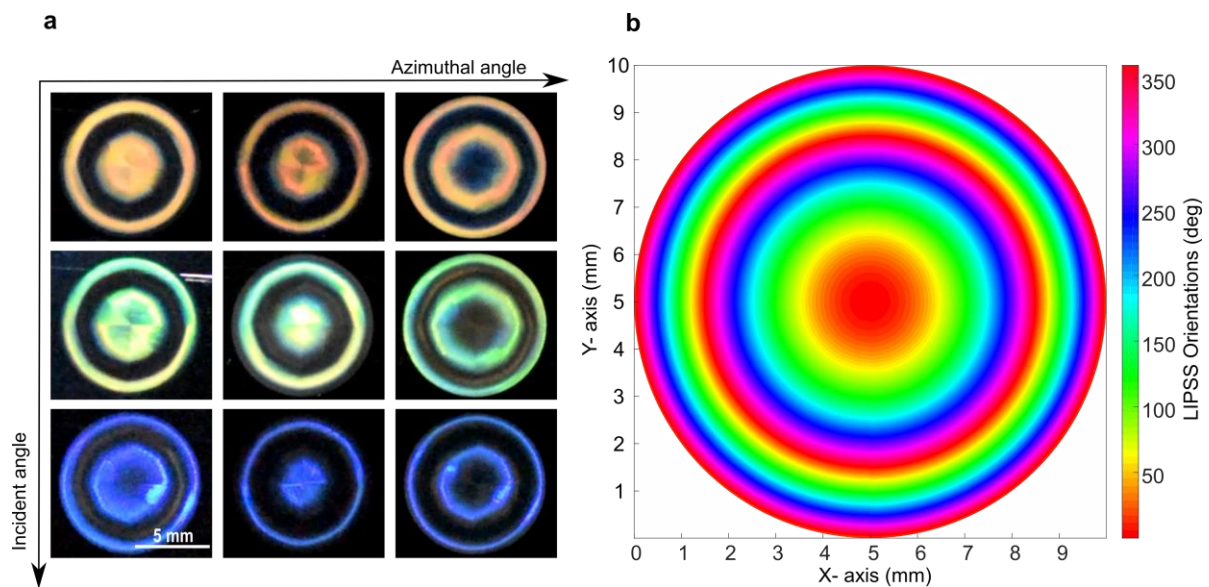 a
b
Azimuthal angle
Incident angle
5 mm
10
9
8
7
6
5
4
3
2
1
Y- axis (mm)
0 1 2 3 4 5 6 7 8 9
X- axis (mm)
350
300
250
200
150
100
50
LIPSS Orientations (deg)